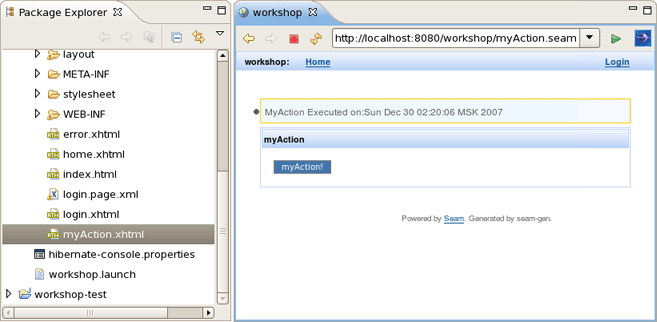 Package Explorer
layout
META-INF
stylesheet
WEB-INF
error.xhtml
home.xhtml
index.html
login.page.xml
login.xhtml
myAction.xhtml
hibernate-console.properties
workshop.launch
workshop-test
workshop
http://localhost:8080/workshop/myAction.seam
workshop: Home Login
MyAction Executed on:Sun Dec 30 02:20:06 MSK 2007
myAction
myAction!
Powered by Seam. Generated by seam-gen.